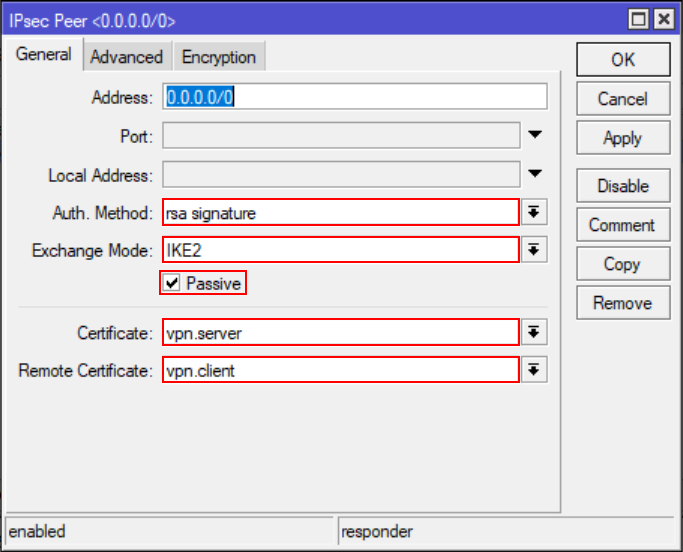 IPsec Peer <0.0.0.0/0>
General Advanced Encryption
Address: 0.0.0.0/0
Port:
Local Address:
Auth. Method: rsa signature
Exchange Mode: IKE2
Passive
Certificate: vpn.server
Remote Certificate: vpn.client
OK
Cancel
Apply
Disable
Comment
Copy
Remove
enabled responder